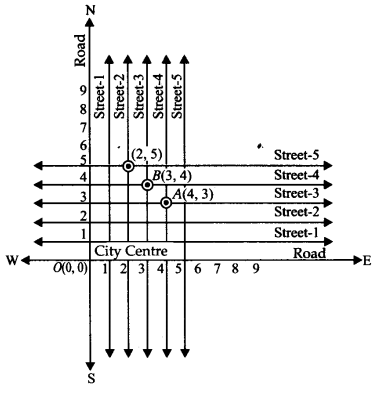 N
Road
Street-1
Street-2
Street-3
Street-4
Street-5
9
8
7
6
5
4
3
2
1
(2, 5)
B(3, 4)
A(4, 3)
Street-5
Street-4
Street-3
Street-2
Street-1
City Centre
Road
W
E
O(0, 0) 1 2 3 4 5 6 7 8 9
S